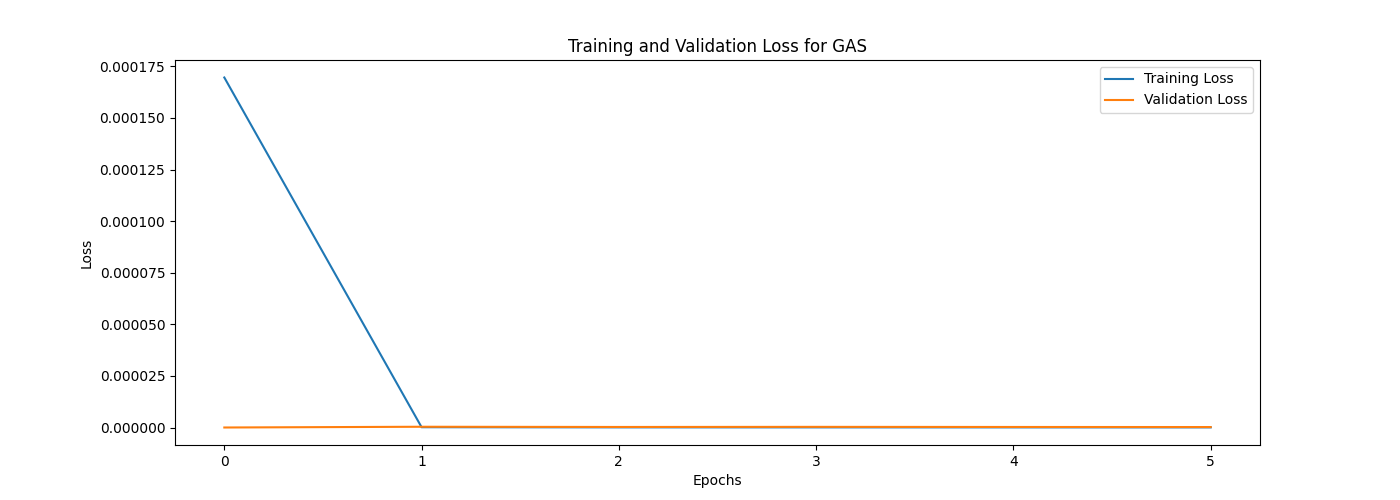 Training and Validation Loss for GAS
Training Loss
Validation Loss
Loss
0.000175
0.000150
0.000125
0.000100
0.000075
0.000050
0.000025
0.000000
0 1 2 3 4 5
Epochs